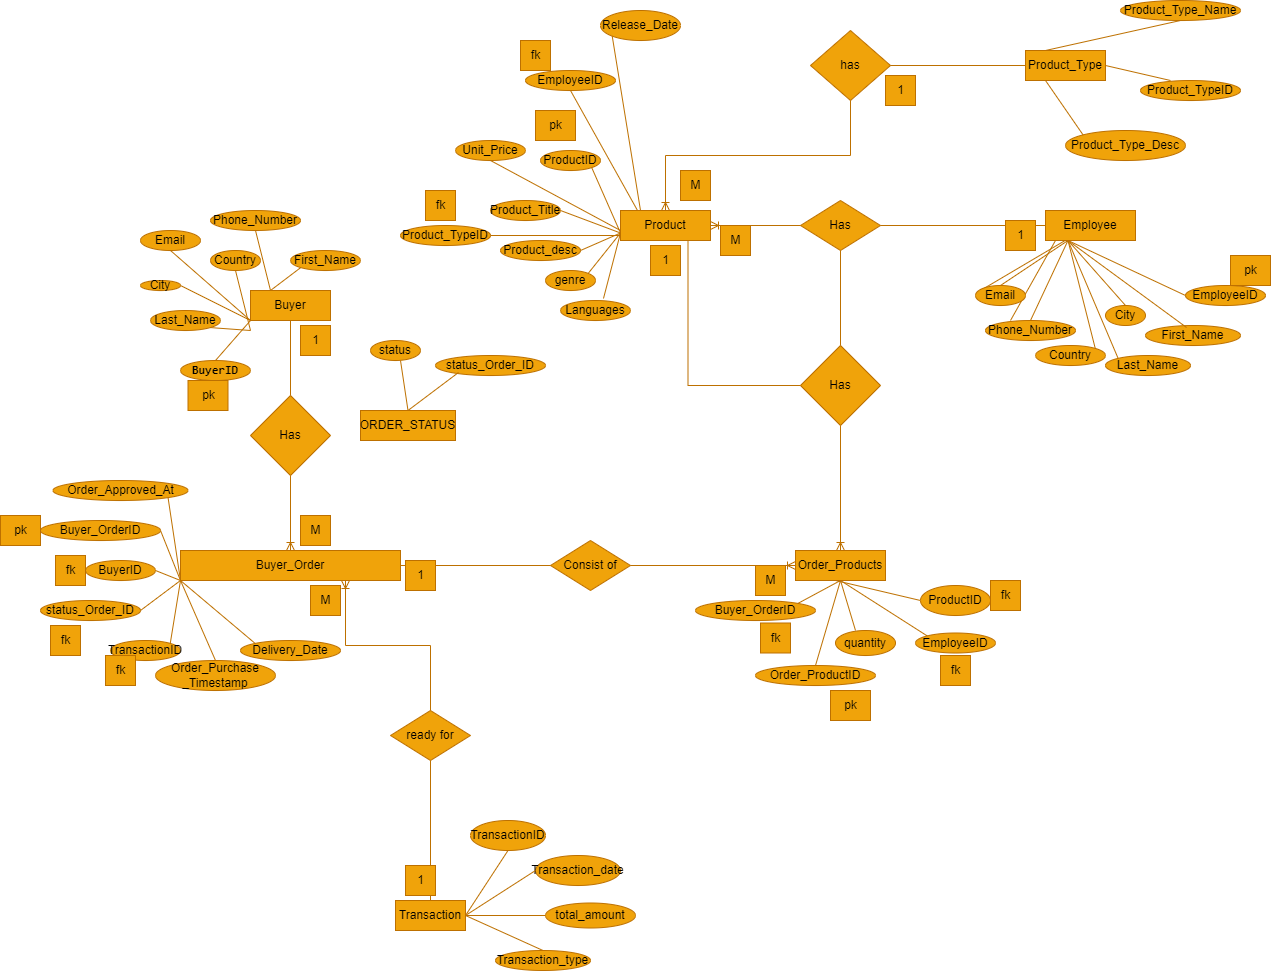 Product_Type_Name
Release_Date
fk
EmployeeID
has
Product_Type
1
Product_TypeID
pk
Unit_Price
ProductID
Product_Type_Desc
M
fk
Product_Title
Product_TypeID
Product
Has
Employee
M
1
Product_desc
1
genre
Languages
Phone_Number
Email
Country
First_Name
City
Buyer
Last_Name
1
BuyerID
pk
pk
EmployeeID
Email
City
Phone_Number
First_Name
Country
Last_Name
status
status_Order_ID
Has
ORDER_STATUS
Has
Order_Approved_At
pk
Buyer_OrderID
M
fk
BuyerID
Buyer_Order
1
Consist of
Order_Products
M
status_Order_ID
M
fk
TransactionID
fk
Delivery_Date
Order_Purchase
_Timestamp
Buyer_OrderID
fk
ProductID
fk
quantity
EmployeeID
fk
Order_ProductID
pk
ready for
TransactionID
Transaction_date
1
Transaction
total_amount
Transaction_type